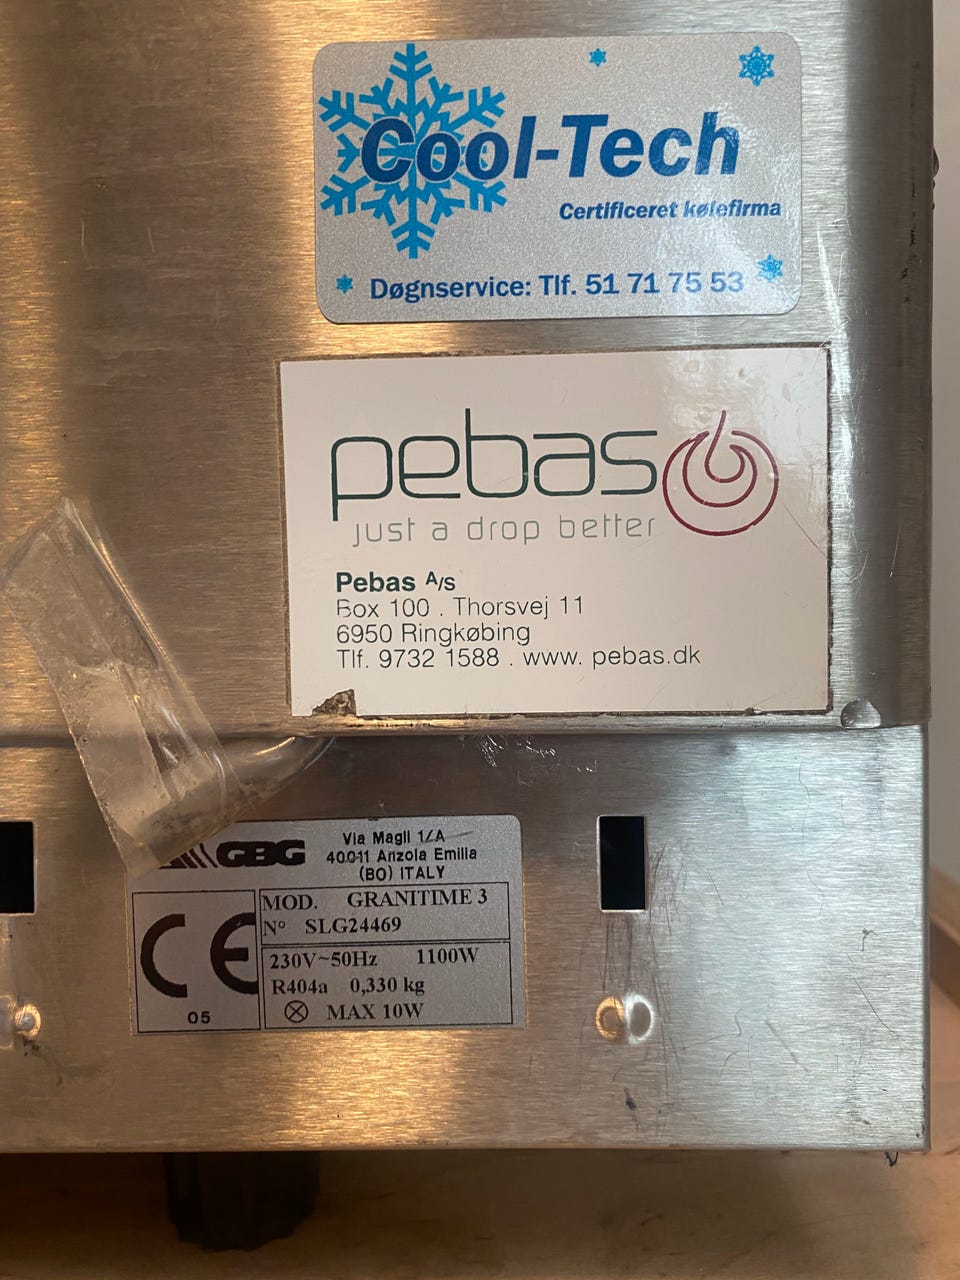 Cool-Tech
Certificeret kølefirma
Døgnservice: Tlf. 51 71 75 53
pebas
just a drop better
Pebas A/s
Box 100 . Thorsvej 11
6950 Ringkøbing
Tlf. 9732 1588 . www. pebas.dk
GBG
Via Magli 1/A
40011 Anzola Emilia
(BO) ITALY
CE
05
MOD. GRANITIME 3
N° SLG24469
230V~50Hz 1100W
R404a 0,330 kg
MAX 10W